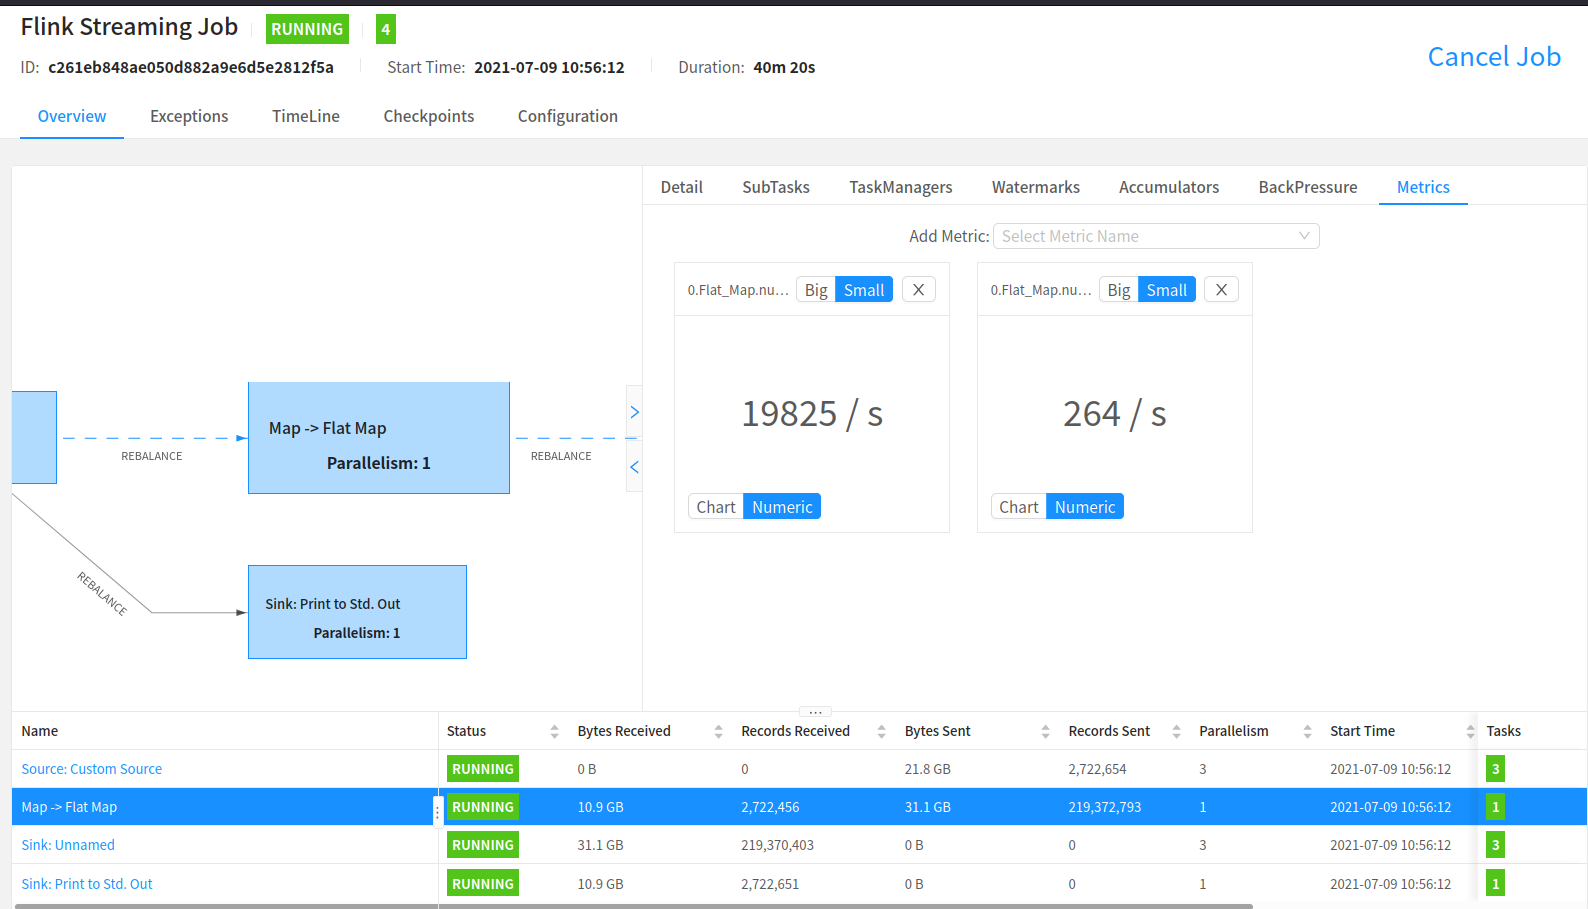 Flink Streaming Job RUNNING 4
ID: c261eb848ae050d882a9e6d5e2812f5a Start Time: 2021-07-09 10:56:12 Duration: 40m 20s
Cancel Job
Overview Exceptions TimeLine Checkpoints Configuration
Detail SubTasks TaskManagers Watermarks Accumulators BackPressure Metrics
Add Metric: Select Metric Name
0.Flat_Map.nu... Big Small X
19825 / s
Chart Numeric
0.Flat_Map.nu... Big Small X
264 / s
Chart Numeric
REBALANCE
Map -> Flat Map
Parallelism: 1
REBALANCE
REBALANCE
Sink: Print to Std. Out
Parallelism: 1
Name Status Bytes Received Records Received Bytes Sent Records Sent Parallelism Start Time Tasks
Source: Custom Source RUNNING 0 B 0 21.8 GB 2,722,654 3 2021-07-09 10:56:12 3
Map -> Flat Map RUNNING 10.9 GB 2,722,456 31.1 GB 219,372,793 1 2021-07-09 10:56:12 1
Sink: Unnamed RUNNING 31.1 GB 219,370,403 0 B 0 3 2021-07-09 10:56:12 3
Sink: Print to Std. Out RUNNING 10.9 GB 2,722,651 0 B 0 1 2021-07-09 10:56:12 1